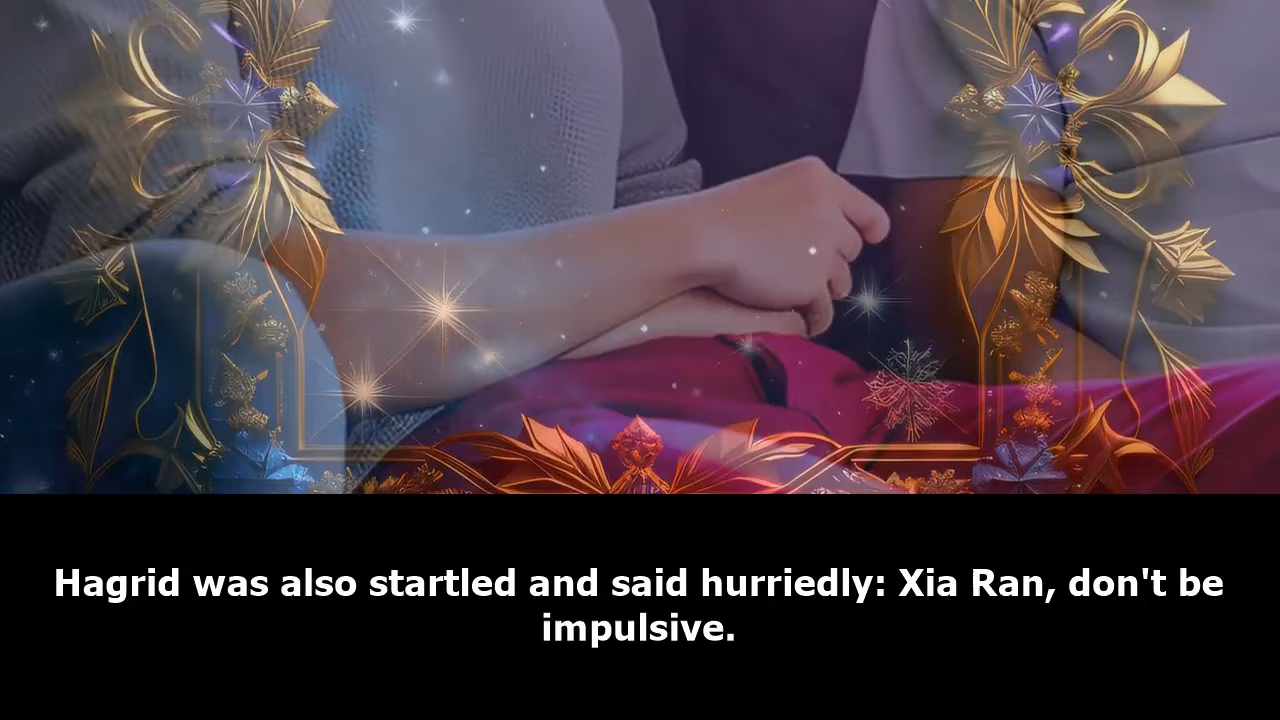 Hagrid was also startled and said hurriedly: Xia Ran, don't be
impulsive.